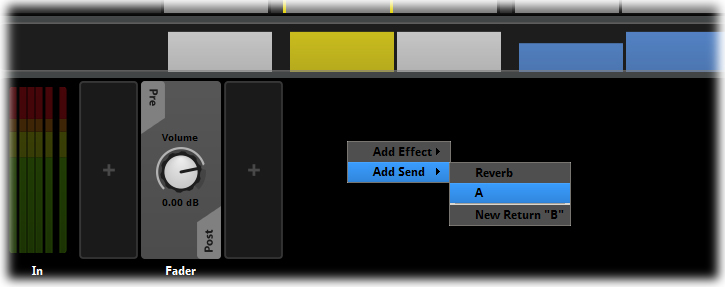 Pre
Volume
0.00 dB
Post
+
+
In
Fader
Add Effect
Add Send
Reverb
A
New Return "B"